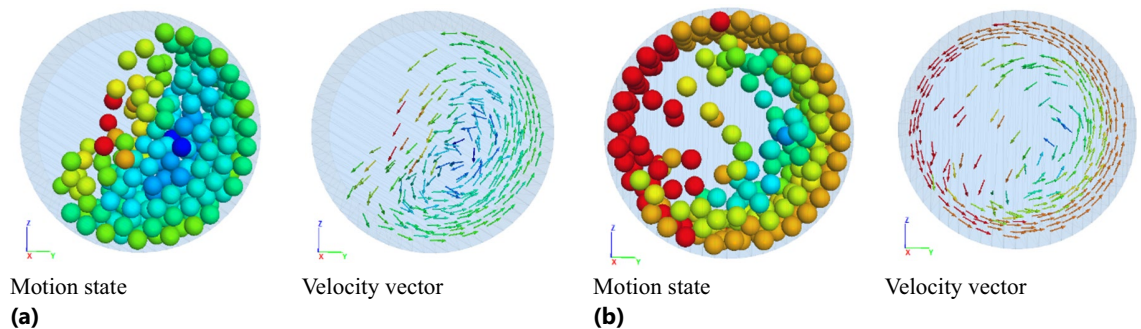 Z
X
Y
Z
X
Y
Z
X
Y
Z
X
Y
Motion state
Velocity vector
Motion state
Velocity vector
(a)
(b)